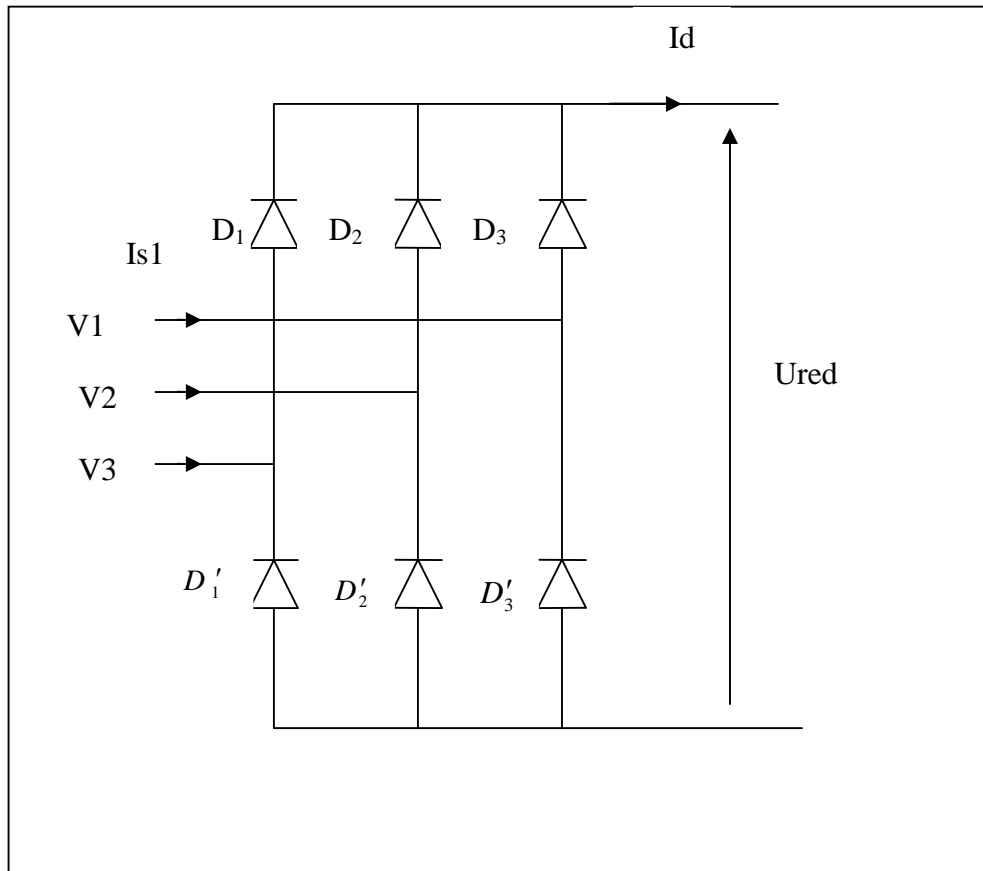 Id
D₁ D₂ D₃
Is1
V1
Ured
V2
V3
D′₁ D′₂ D′₃